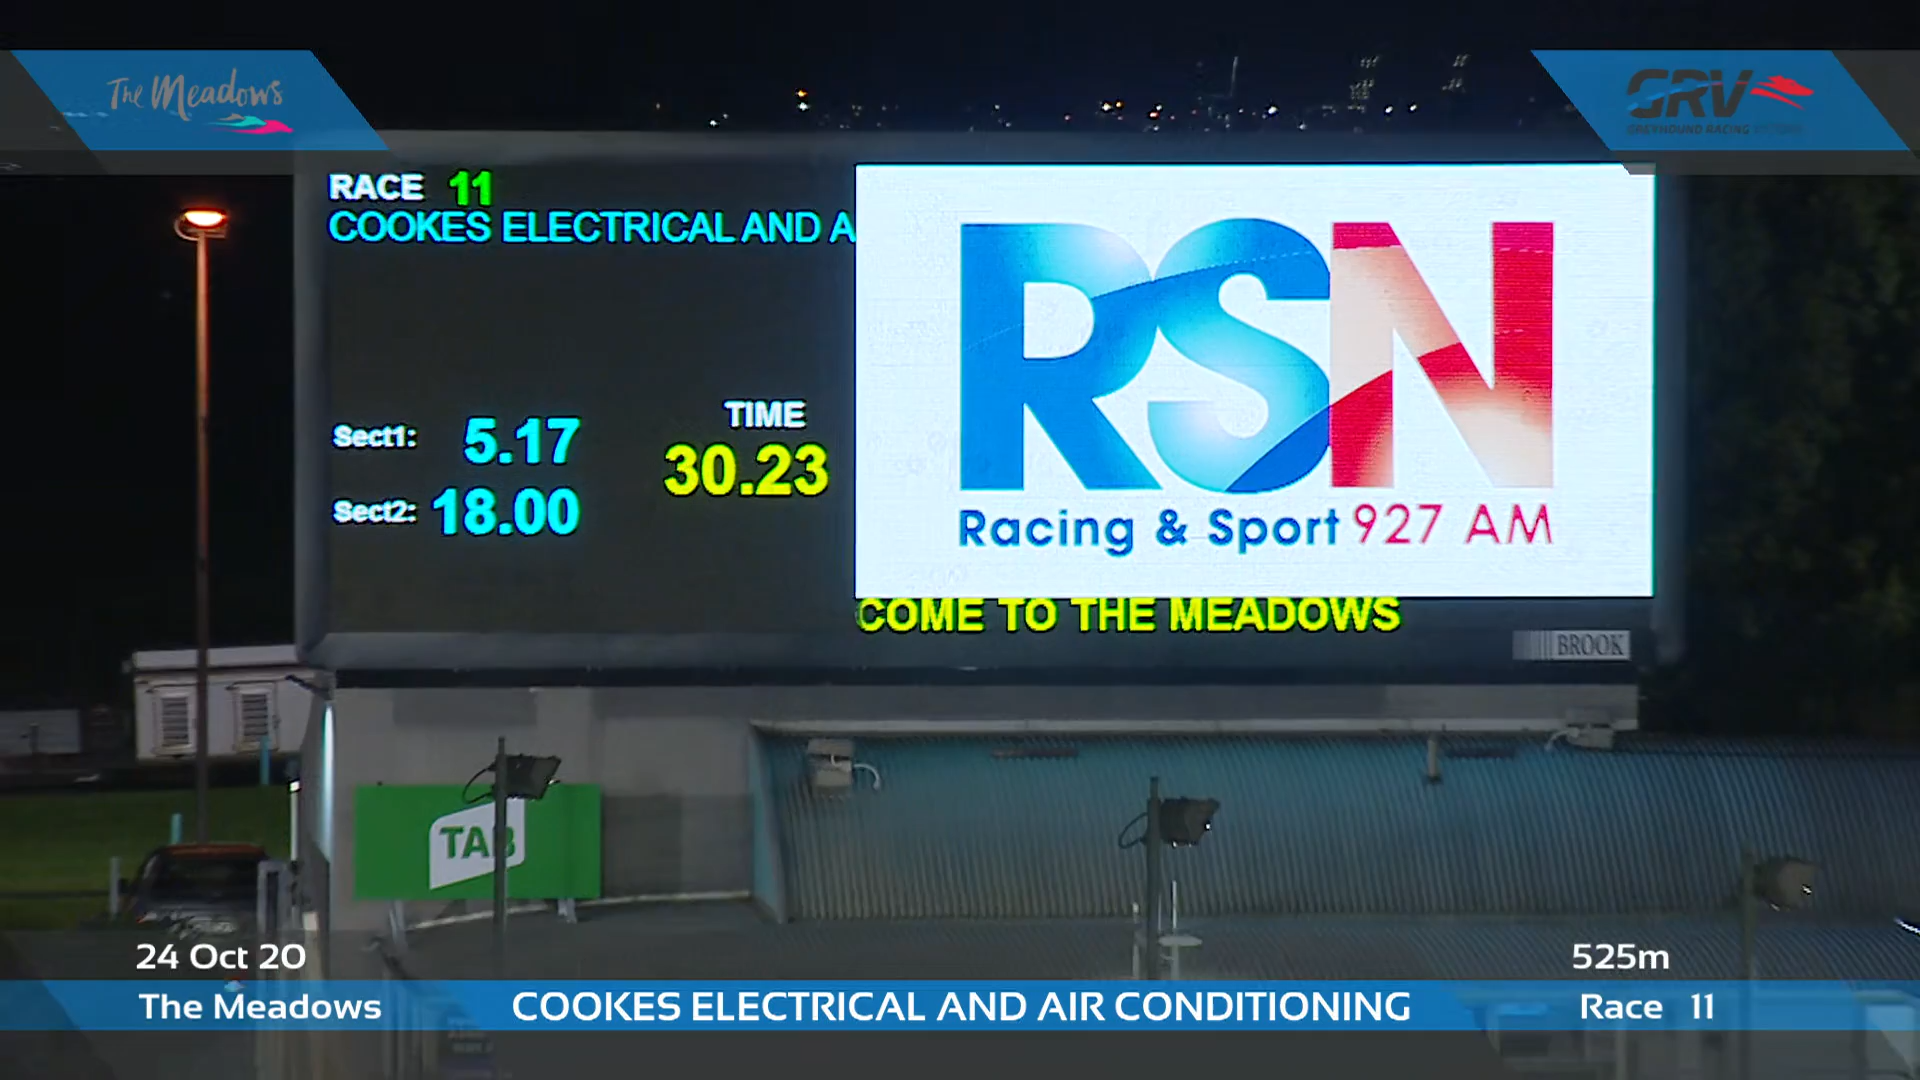 The Meadows
GRV
GREYHOUND RACING
RACE 11
COOKES ELECTRICAL AND A
Sect1: 5.17
TIME
30.23
Sect2: 18.00
RSN
Racing & Sport 927 AM
COME TO THE MEADOWS
BROOK
TAB
24 Oct 20
525m
The Meadows
COOKES ELECTRICAL AND AIR CONDITIONING
Race 11